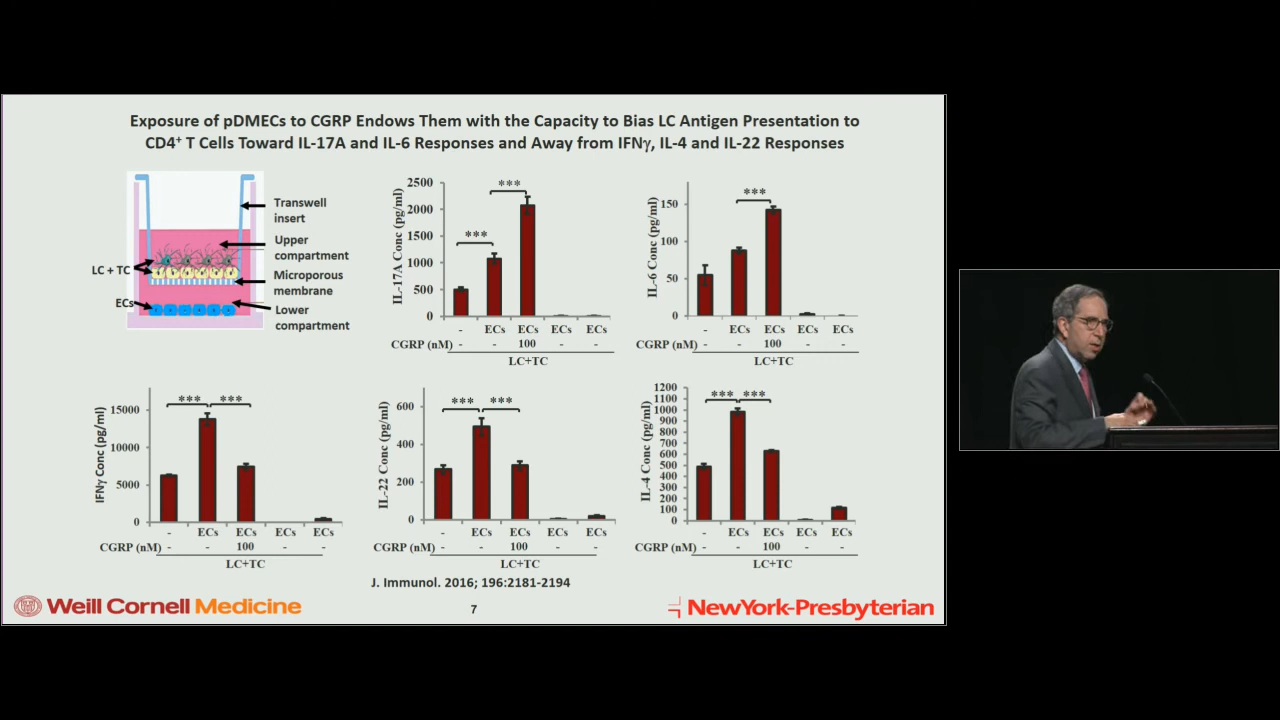 Exposure of pDMECs to CGRP Endows Them with the Capacity to Bias LC Antigen Presentation to
CD4⁺ T Cells Toward IL-17A and IL-6 Responses and Away from IFNγ, IL-4 and IL-22 Responses
Transwell
insert
Upper
compartment
LC + TC
Microporous
membrane
ECs
Lower
compartment
IL-17A Conc (pg/ml)
2500
2000
1500
1000
500
0
***
***
- ECs ECs - ECs
CGRP (nM) - - 100 - -
LC+TC
IL-6 Conc (pg/ml)
150
100
50
0
***
- ECs ECs ECs ECs
CGRP (nM) - - 100 - -
LC+TC
IFNγ Conc (pg/ml)
15000
10000
5000
0
*** ***
- ECs ECs ECs ECs
CGRP (nM) - - 100 - -
LC+TC
IL-22 Conc (pg/ml)
600
400
200
0
*** ***
- ECs ECs ECs ECs
CGRP (nM) - - 100 - -
LC+TC
IL-4 Conc (pg/ml)
1200
1100
1000
900
800
700
600
500
400
300
200
100
0
*** ***
- ECs ECs ECs ECs
CGRP (nM) - - 100 - -
LC+TC
J. Immunol. 2016; 196:2181-2194
Weill Cornell Medicine
7
NewYork-Presbyterian